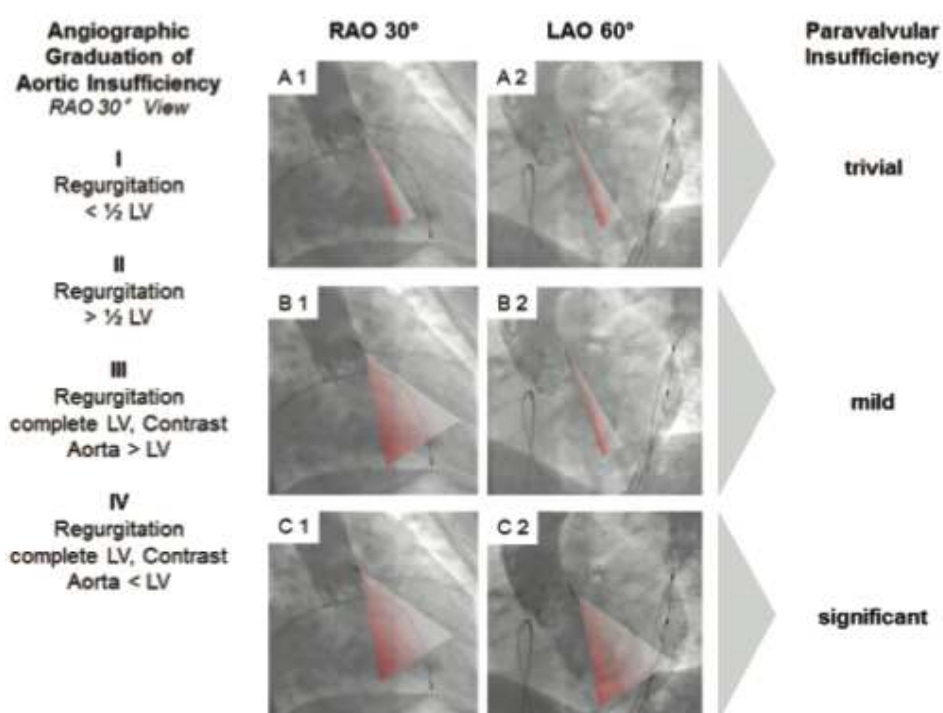 Angiographic
Graduation of
Aortic Insufficiency
RAO 30° View
I
Regurgitation
< ½ LV
II
Regurgitation
> ½ LV
III
Regurgitation
complete LV, Contrast
Aorta > LV
IV
Regurgitation
complete LV, Contrast
Aorta < LV
RAO 30°
LAO 60°
A 1
A 2
B 1
B 2
C 1
C 2
Paravalvular
Insufficiency
trivial
mild
significant